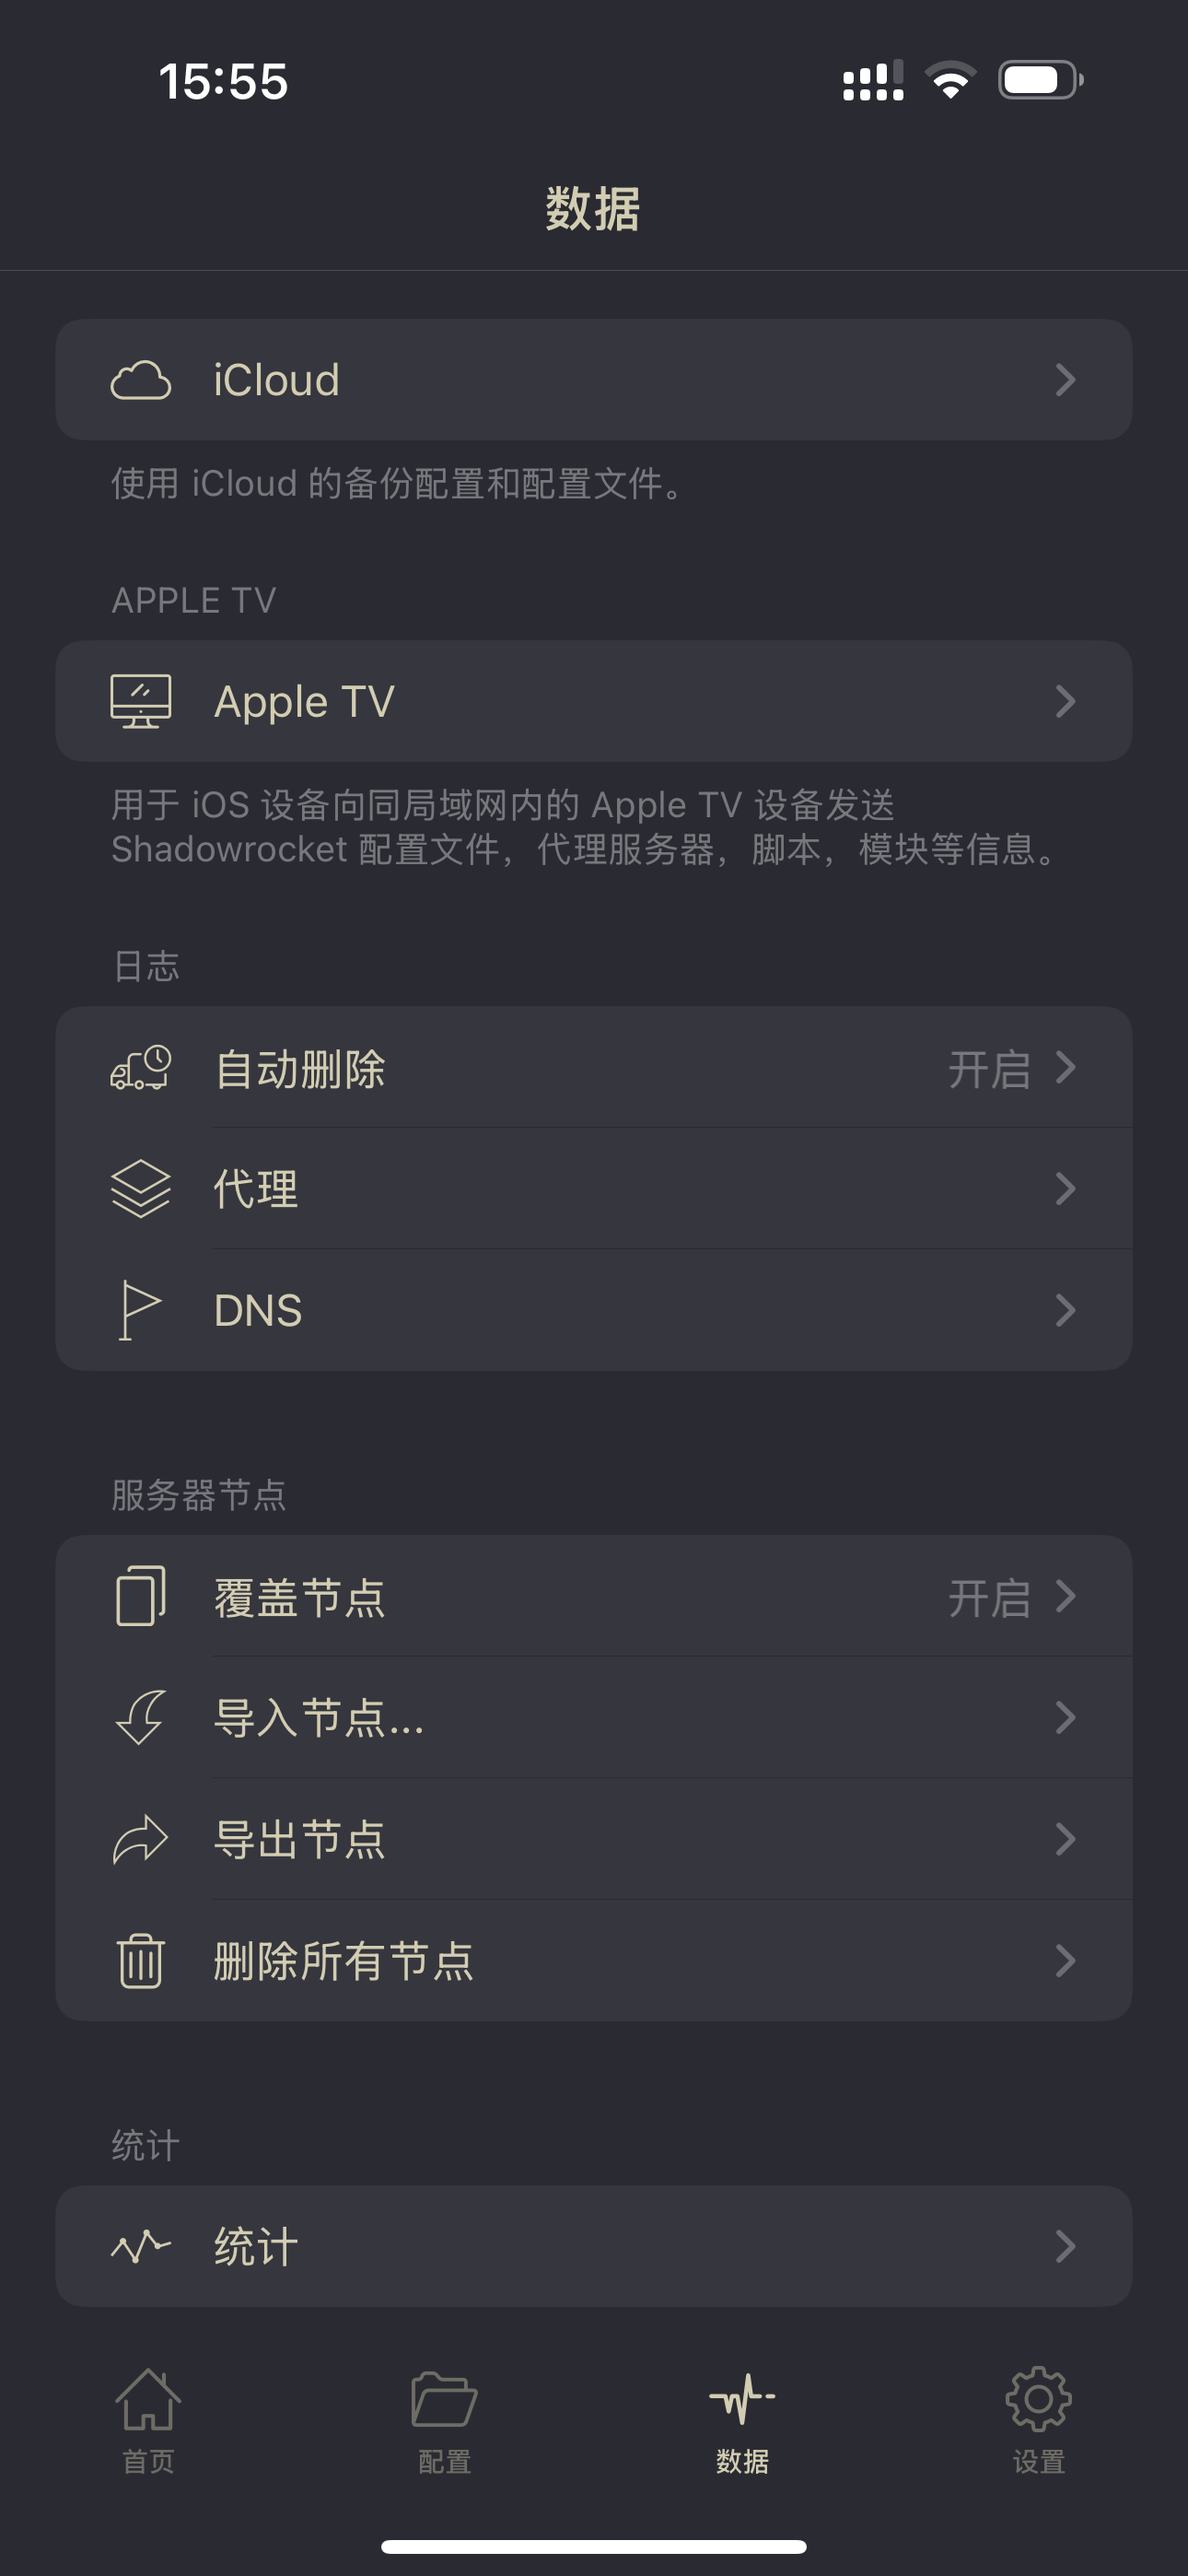 15:55
数据
iCloud
使用 iCloud 的备份配置和配置文件。
APPLE TV
Apple TV
用于 iOS 设备向同局域网内的 Apple TV 设备发送
Shadowrocket 配置文件，代理服务器，脚本，模块等信息。
日志
自动删除 开启
代理
DNS
服务器节点
覆盖节点 开启
导入节点...
导出节点
删除所有节点
统计
统计
首页 配置 数据 设置